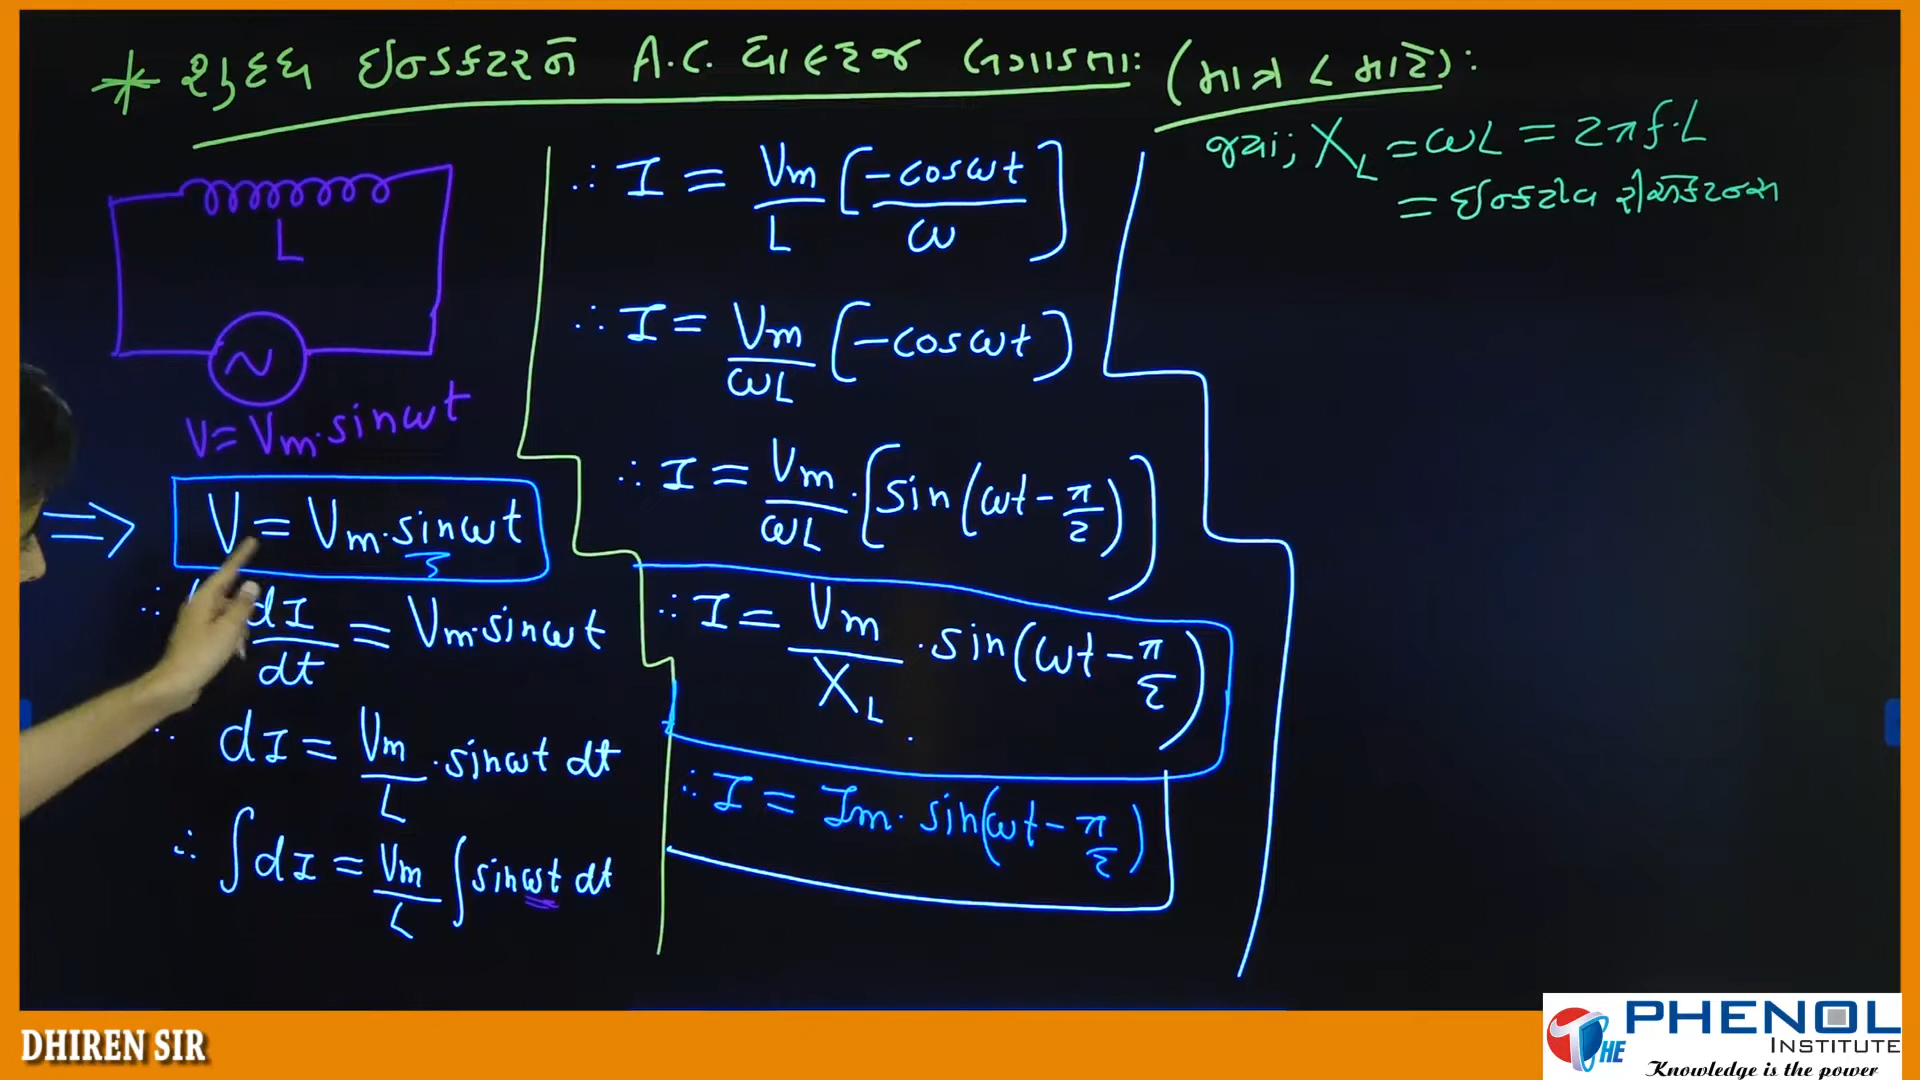 * શુદ્ધ ઇન્ડક્ટરને A.C. વોલ્ટેજ લગાડતા: (માત્ર L માટે):
L
V = Vm·sinωt
⇒ V = Vm·sinωt
∴ dI/dt = Vm·sinωt
dI = Vm/L ·sinωt dt
∴ ∫dI = Vm/L ∫sinωt dt
∴ I = Vm/L [-cosωt/ω]
∴ I = Vm/ωL (-cosωt)
∴ I = Vm/ωL ·[sin(ωt - π/2)]
∴ I = Vm/X_L ·sin(ωt - π/2)
∴ I = Im· sin(ωt - π/2)
જયાં; X_L = ωL = 2πf·L
= ઇન્ડક્ટીવ
DHIREN SIR
PHENOL
INSTITUTE
THE
Knowledge is the power